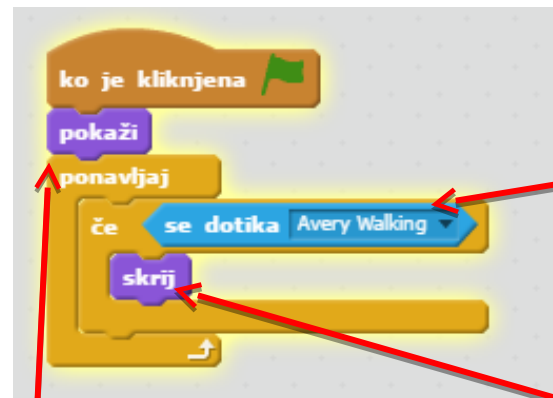 ko je kliknjena
pokaži
ponavljaj
če se dotika Avery Walking
skrij